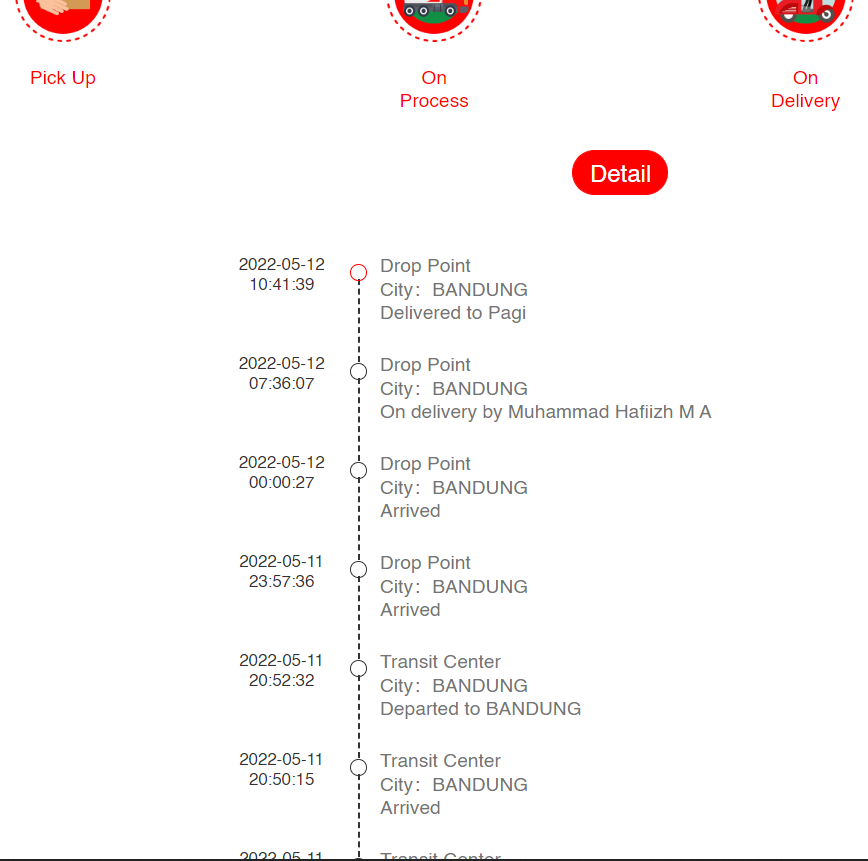 Pick Up
On
Process
On
Delivery
Detail
2022-05-12
10:41:39
Drop Point
City：BANDUNG
Delivered to Pagi
2022-05-12
07:36:07
Drop Point
City：BANDUNG
On delivery by Muhammad Hafiizh M A
2022-05-12
00:00:27
Drop Point
City：BANDUNG
Arrived
2022-05-11
23:57:36
Drop Point
City：BANDUNG
Arrived
2022-05-11
20:52:32
Transit Center
City：BANDUNG
Departed to BANDUNG
2022-05-11
20:50:15
Transit Center
City：BANDUNG
Arrived
2022-05-11
Transit Center